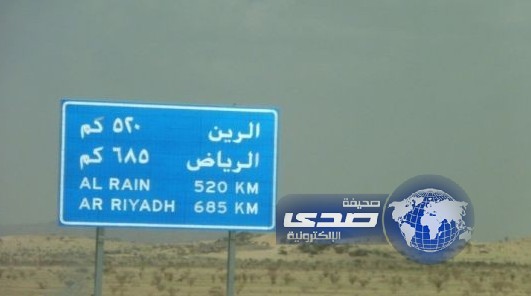 الرين ٥٢٠ كم
الرياض ٦٨٥ كم
AL RAIN 520 KM
AR RIYADH 685 KM
صحيفة
صدى
الإلكترونية